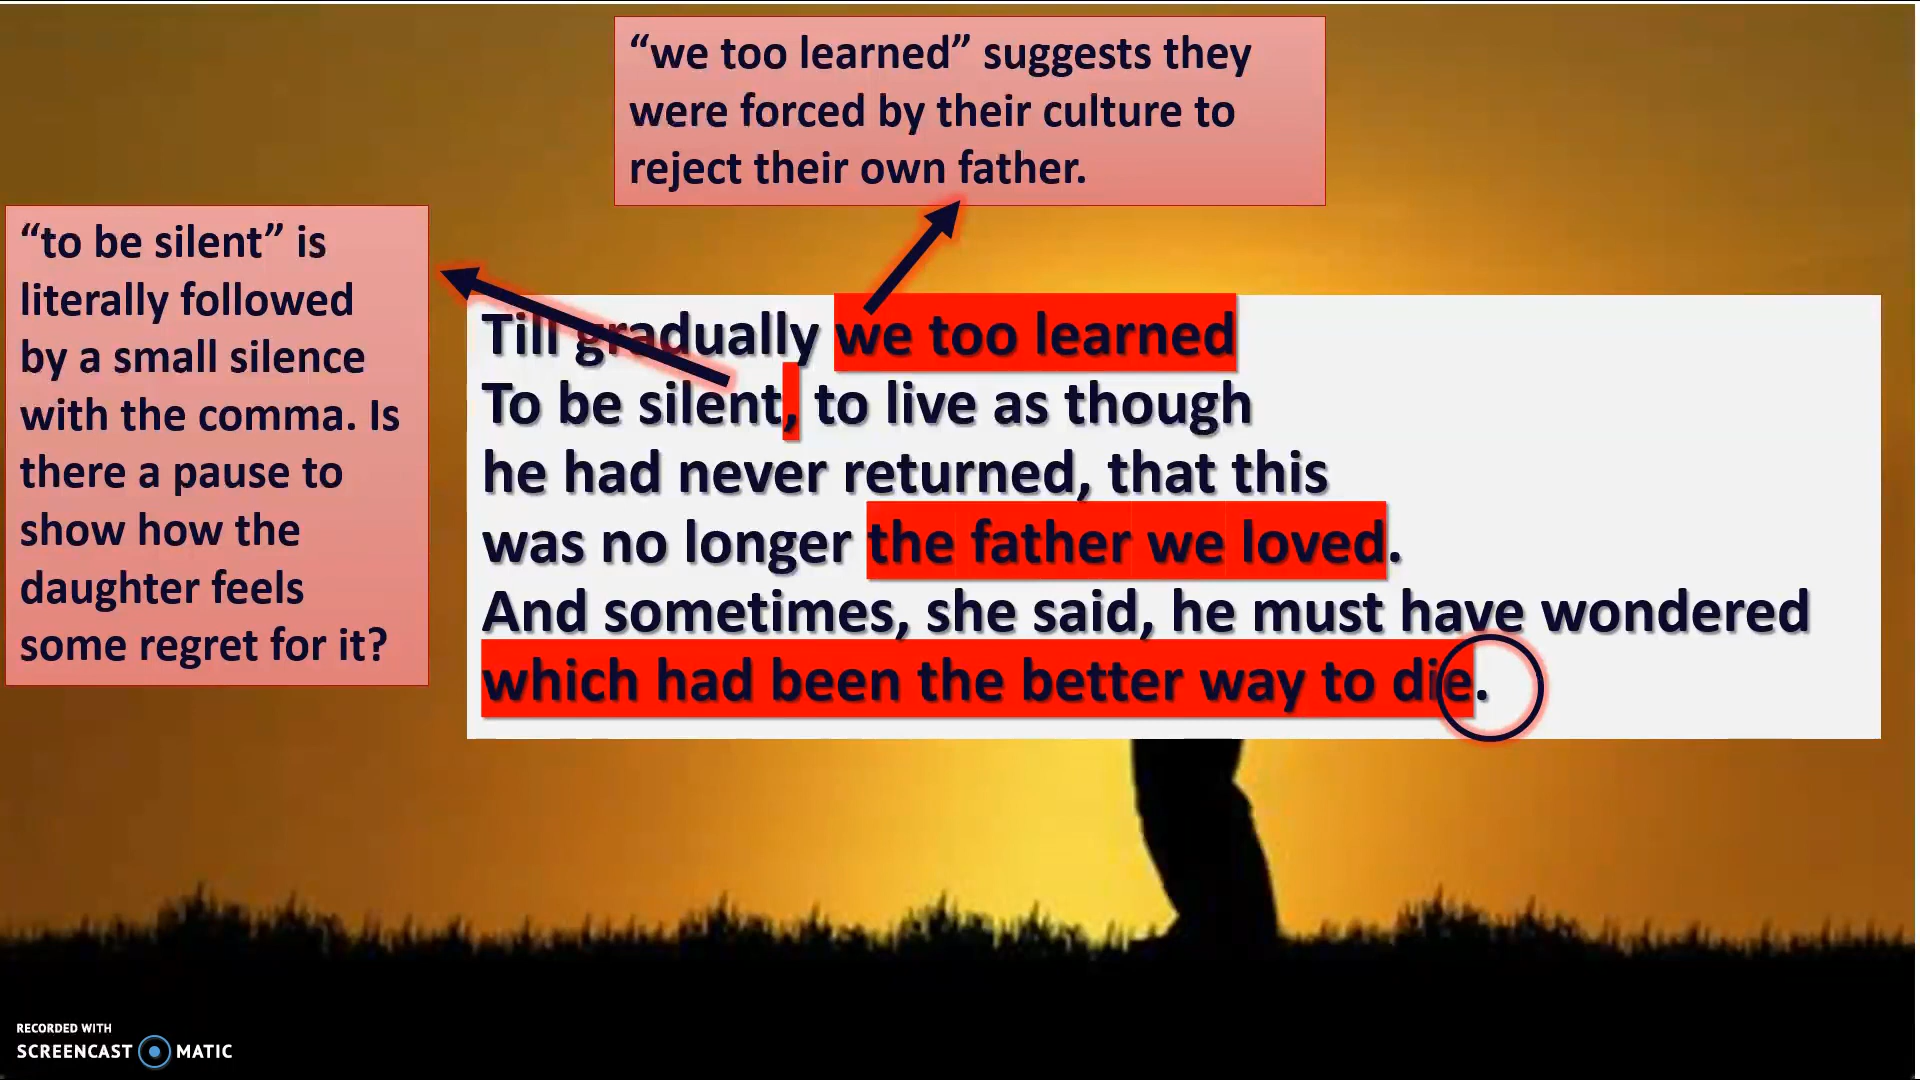 “we too learned” suggests they
were forced by their culture to
reject their own father.
“to be silent” is
literally followed
by a small silence
with the comma. Is
there a pause to
show how the
daughter feels
some regret for it?
Till gradually we too learned
To be silent, to live as though
he had never returned, that this
was no longer the father we loved.
And sometimes, she said, he must have wondered
which had been the better way to die.
RECORDED WITH
SCREENCAST MATIC